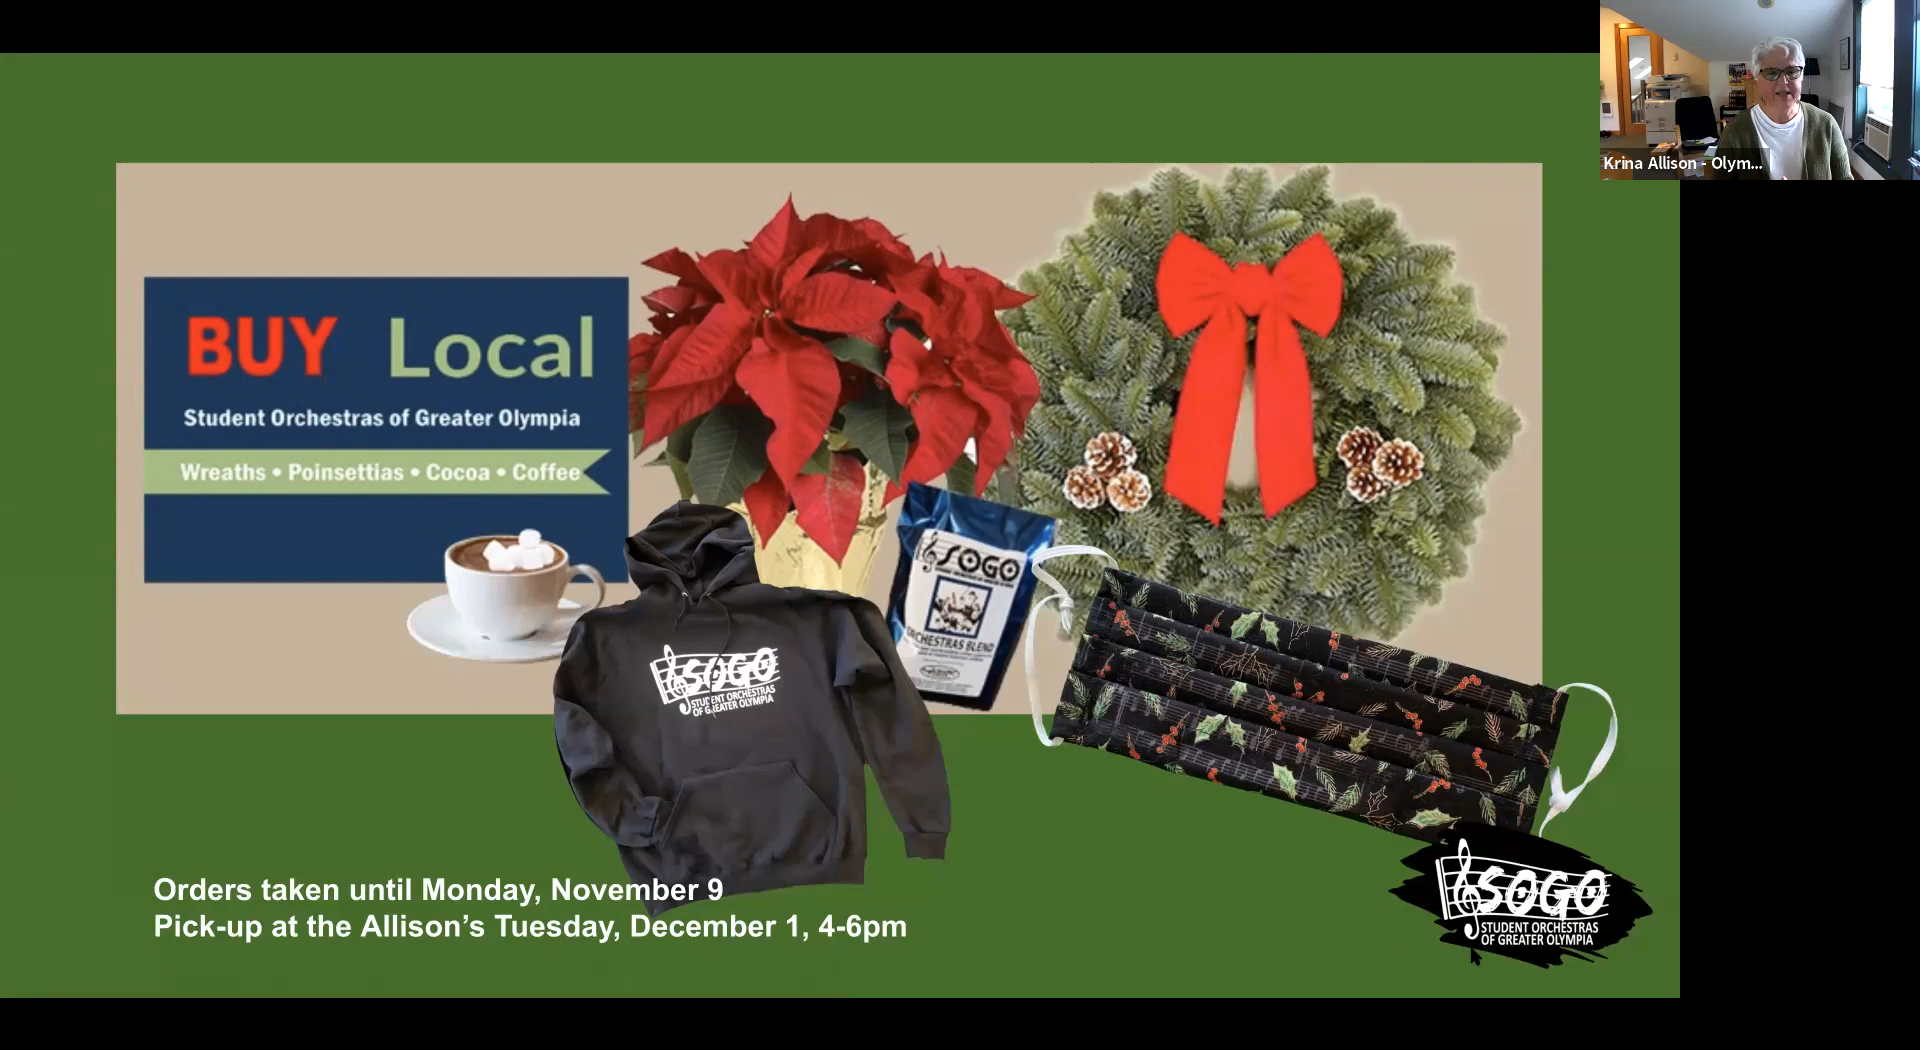 Krina Allison - Olym...
BUY Local
Student Orchestras of Greater Olympia
Wreaths • Poinsettias • Cocoa • Coffee
SOGO
ORCHESTRAS BLEND
SOGO
STUDENT ORCHESTRAS
OF GREATER OLYMPIA
Orders taken until Monday, November 9
Pick-up at the Allison's Tuesday, December 1, 4-6pm
SOGO
STUDENT ORCHESTRAS
OF GREATER OLYMPIA